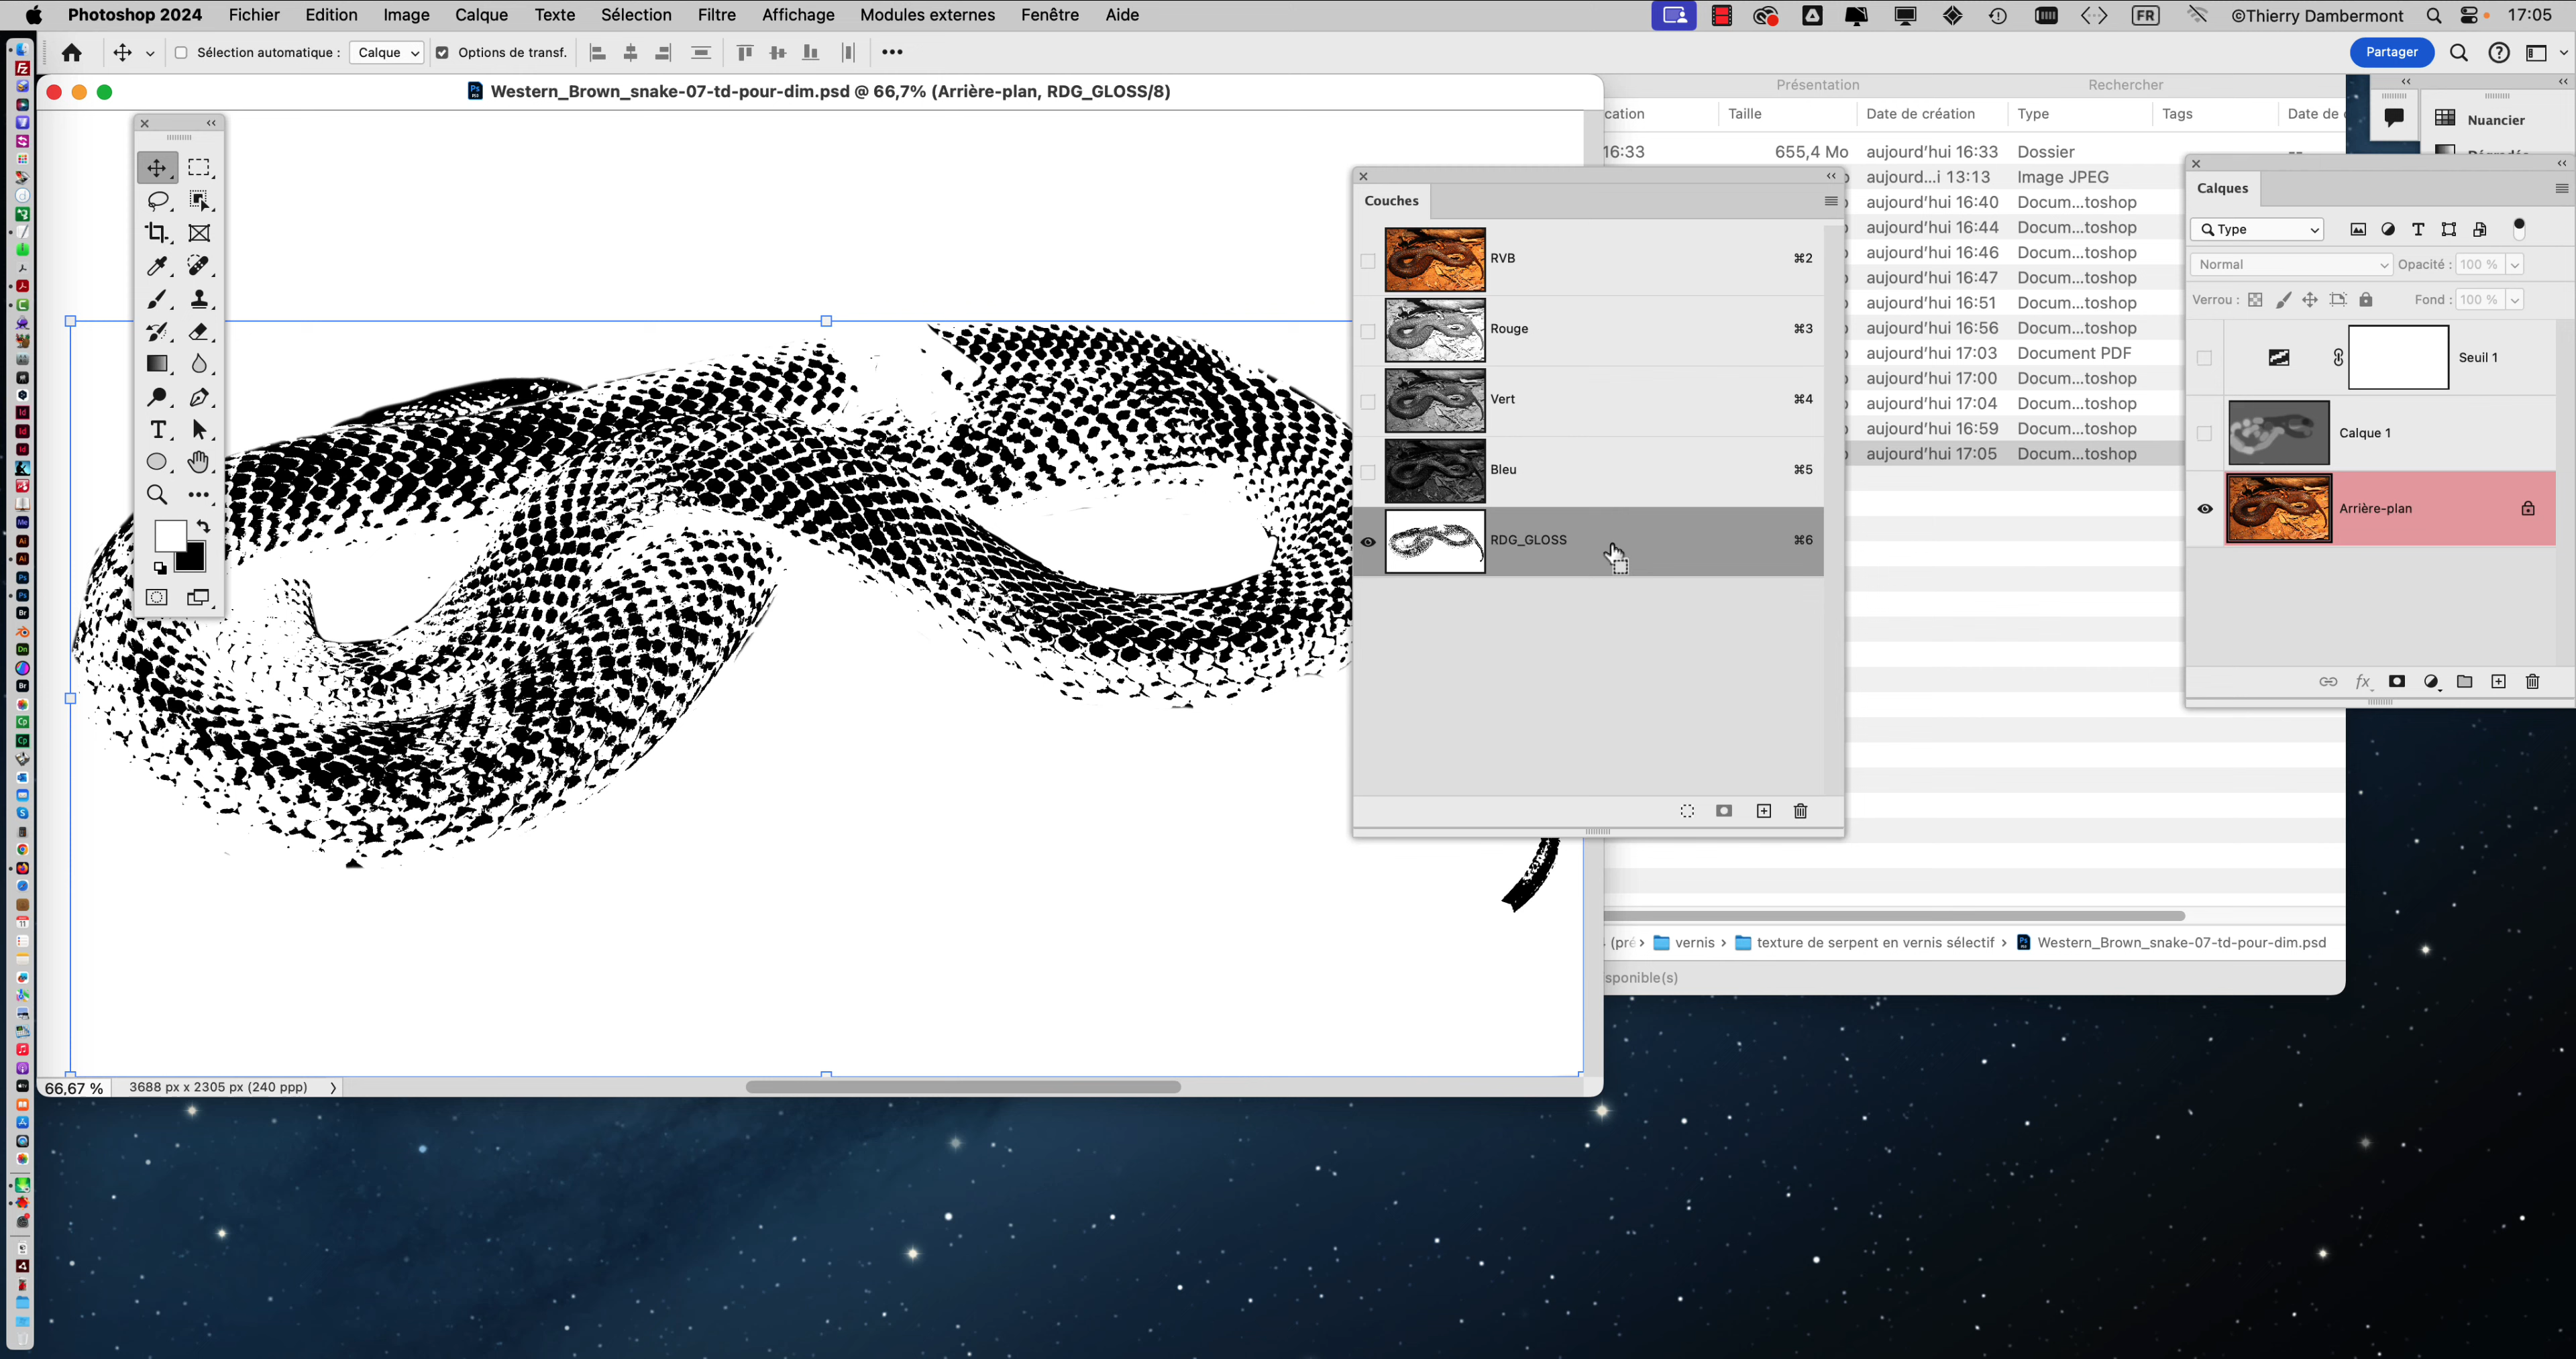 Photoshop 2024 Fichier Edition Image Calque Texte Sélection Filtre Affichage Modules externes Fenêtre Aide FR ©Thierry Dambermont 17:05
Sélection automatique : Calque Options de transf. ••• Partager
Western_Brown_snake-07-td-pour-dim.psd @ 66,7% (Arrière-plan, RDG_GLOSS/8)
Présentation Rechercher
cation Taille Date de création Type Tags Date de
16:33 655,4 Mo aujourd'hui 16:33 Dossier --
aujourd...i 13:13 Image JPEG
aujourd'hui 16:40 Docum...toshop
aujourd'hui 16:44 Docum...toshop
aujourd'hui 16:46 Docum...toshop
aujourd'hui 16:47 Docum...toshop
aujourd'hui 16:51 Docum...toshop
aujourd'hui 16:56 Docum...toshop
aujourd'hui 17:03 Document PDF
aujourd'hui 17:00 Docum...toshop
aujourd'hui 17:04 Docum...toshop
aujourd'hui 16:59 Docum...toshop
aujourd'hui 17:05 Docum...toshop
Couches
RVB ⌘2
Rouge ⌘3
Vert ⌘4
Bleu ⌘5
RDG_GLOSS ⌘6
Nuancier
Calques
Type
Normal Opacité : 100 %
Verrou : Fond : 100 %
Seuil 1
Calque 1
Arrière-plan
fx
(pré › vernis › texture de serpent en vernis sélectif › Western_Brown_snake-07-td-pour-dim.psd
sponible(s)
66,67 % 3688 px x 2305 px (240 ppp)